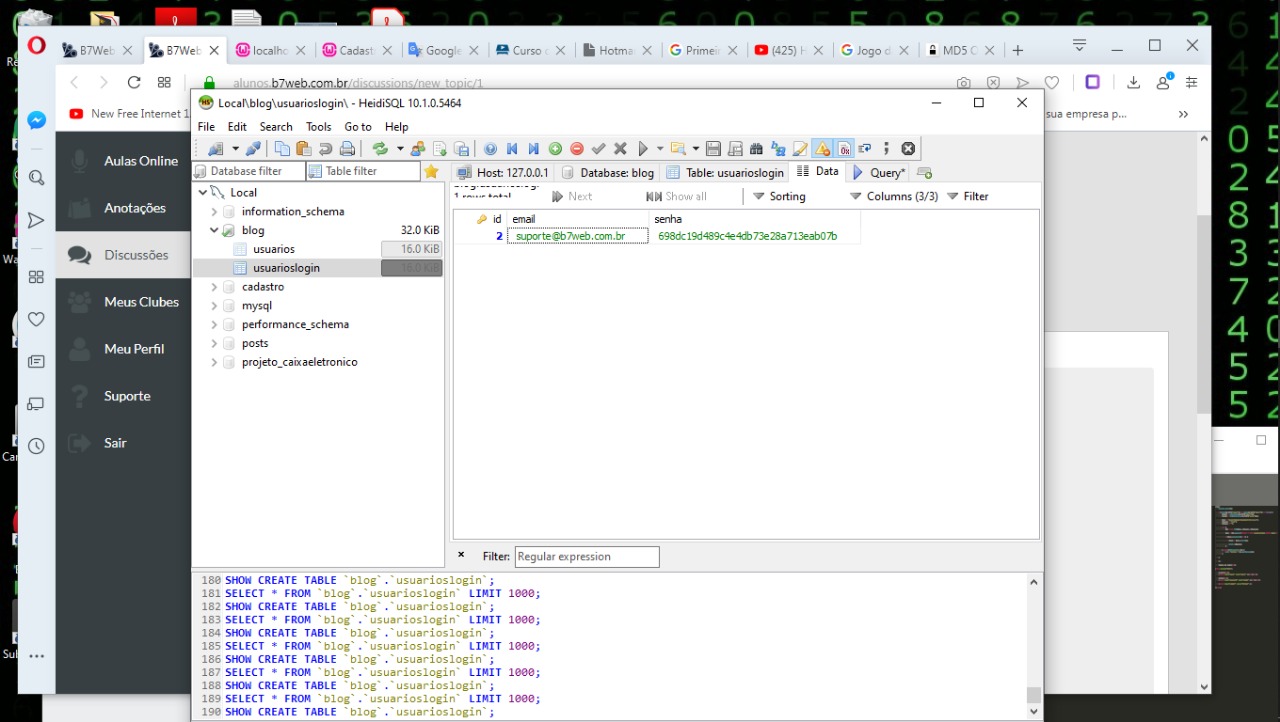 B7Web
B7Web
localho
Cadast
Google
Curso d
Hotma
Primeir
(425) H
Jogo d
MD5 C
alunos.b7web.com.br/discussions/new_topic/1
New Free Internet 1
sua empresa p...
Local\blog\usuarioslogin\ - HeidiSQL 10.1.0.5464
File Edit Search Tools Go to Help
Database filter
Table filter
Host: 127.0.0.1
Database: blog
Table: usuarioslogin
Data
Query*
Next
Show all
Sorting
Columns (3/3)
Filter
id email senha
2 suporte@b7web.com.br 698dc19d489c4e4db73e28a713eab07b
Local
information_schema
blog 32.0 KiB
usuarios 16.0 KiB
usuarioslogin 16.0 KiB
cadastro
mysql
performance_schema
posts
projeto_caixaeletronico
Aulas Online
Anotações
Discussões
Meus Clubes
Meu Perfil
Suporte
Sair
Filter: Regular expression
180 SHOW CREATE TABLE `blog`.`usuarioslogin`;
181 SELECT * FROM `blog`.`usuarioslogin` LIMIT 1000;
182 SHOW CREATE TABLE `blog`.`usuarioslogin`;
183 SELECT * FROM `blog`.`usuarioslogin` LIMIT 1000;
184 SHOW CREATE TABLE `blog`.`usuarioslogin`;
185 SELECT * FROM `blog`.`usuarioslogin` LIMIT 1000;
186 SHOW CREATE TABLE `blog`.`usuarioslogin`;
187 SELECT * FROM `blog`.`usuarioslogin` LIMIT 1000;
188 SHOW CREATE TABLE `blog`.`usuarioslogin`;
189 SELECT * FROM `blog`.`usuarioslogin` LIMIT 1000;
190 SHOW CREATE TABLE `blog`.`usuarioslogin`;